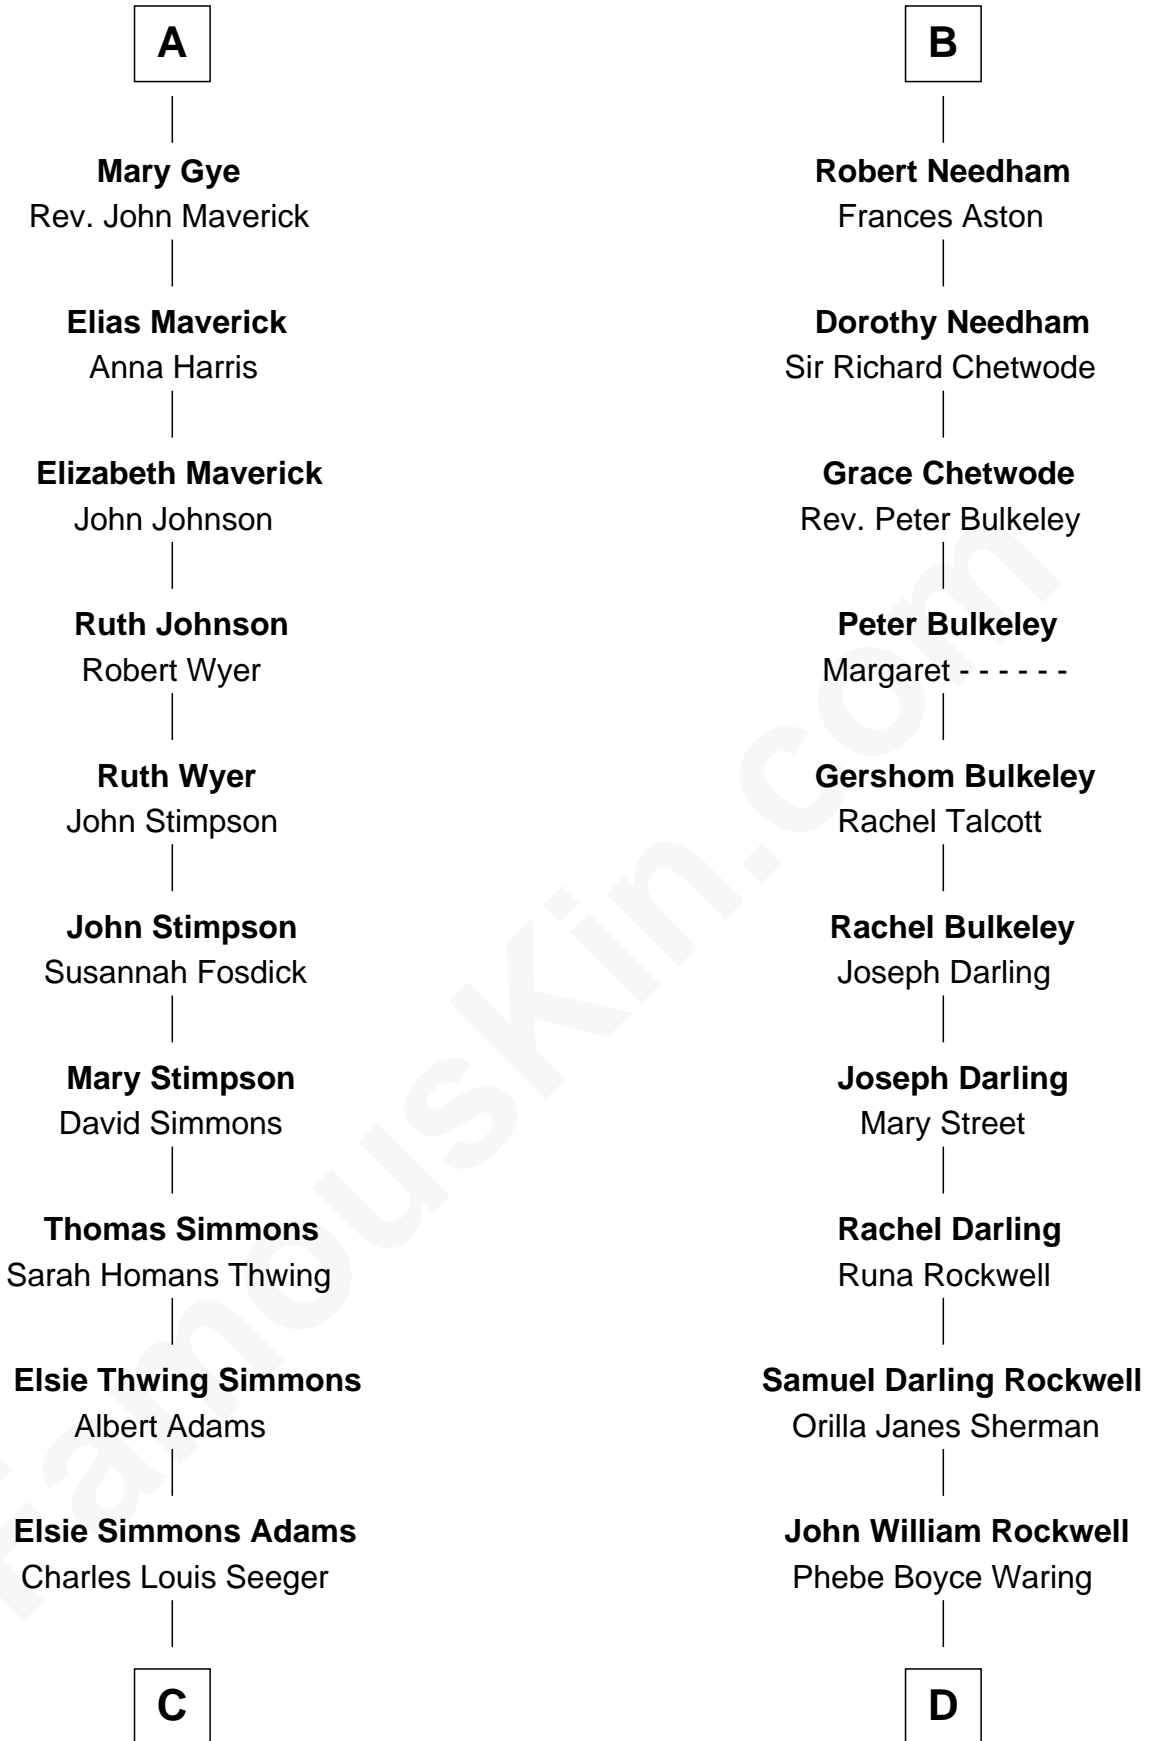 A
Mary Gye
Rev. John Maverick
Elias Maverick
Anna Harris
Elizabeth Maverick
John Johnson
Ruth Johnson
Robert Wyer
Ruth Wyer
John Stimpson
John Stimpson
Susannah Fosdick
Mary Stimpson
David Simmons
Thomas Simmons
Sarah Homans Thwing
Elsie Thwing Simmons
Albert Adams
Elsie Simmons Adams
Charles Louis Seeger
C
B
Robert Needham
Frances Aston
Dorothy Needham
Sir Richard Chetwode
Grace Chetwode
Rev. Peter Bulkeley
Peter Bulkeley
Margaret - - - - - -
Gershom Bulkeley
Rachel Talcott
Rachel Bulkeley
Joseph Darling
Joseph Darling
Mary Street
Rachel Darling
Runa Rockwell
Samuel Darling Rockwell
Orilla Janes Sherman
John William Rockwell
Phebe Boyce Waring
D
FamousKin.com